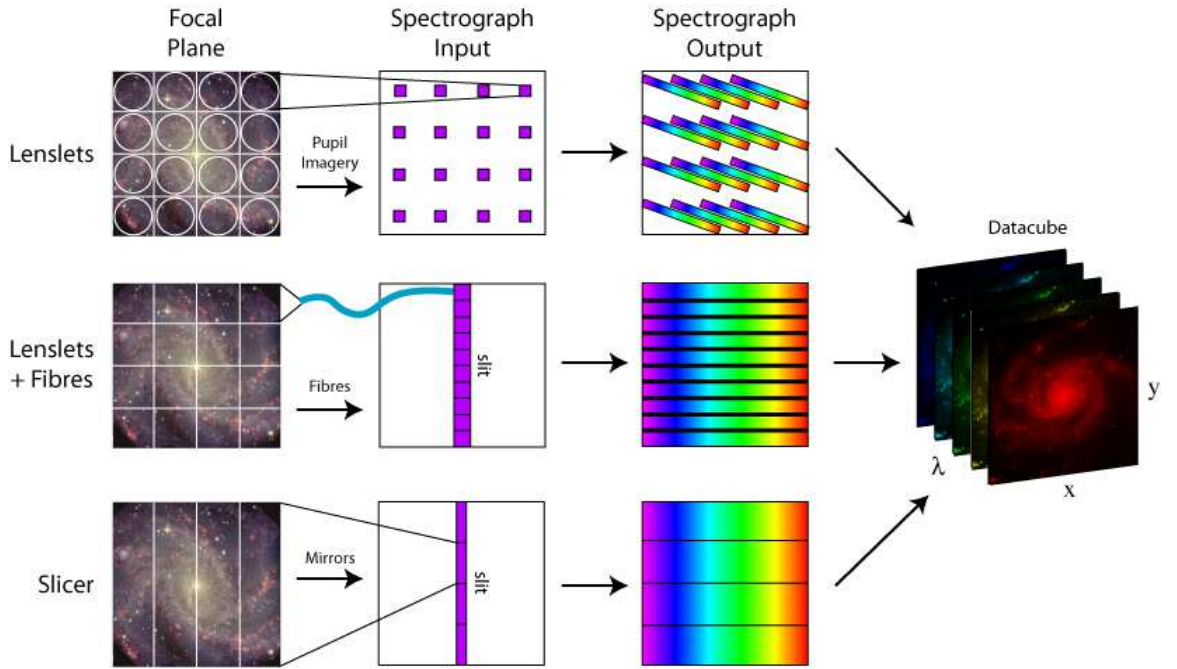 Focal
Plane
Spectrograph
Input
Spectrograph
Output
Lenslets
Pupil
Imagery
Datacube
Lenslets
+ Fibres
Fibres
slit
y
λ
x
Slicer
Mirrors
slit